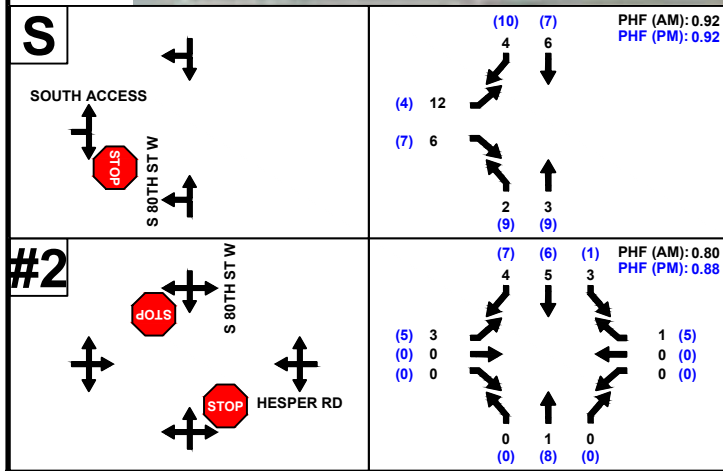 S
SOUTH ACCESS
STOP
S 80TH ST W
(10) (7)
4 6
PHF (AM): 0.92
PHF (PM): 0.92
(4) 12
(7) 6
2 3
(9) (9)
#2
STOP
S 80TH ST W
STOP
HESPER RD
(7) (6) (1)
4 5 3
PHF (AM): 0.80
PHF (PM): 0.88
(5) 3
1 (5)
(0) 0
0 (0)
(0) 0
0 (0)
0 1 0
(0) (8) (0)